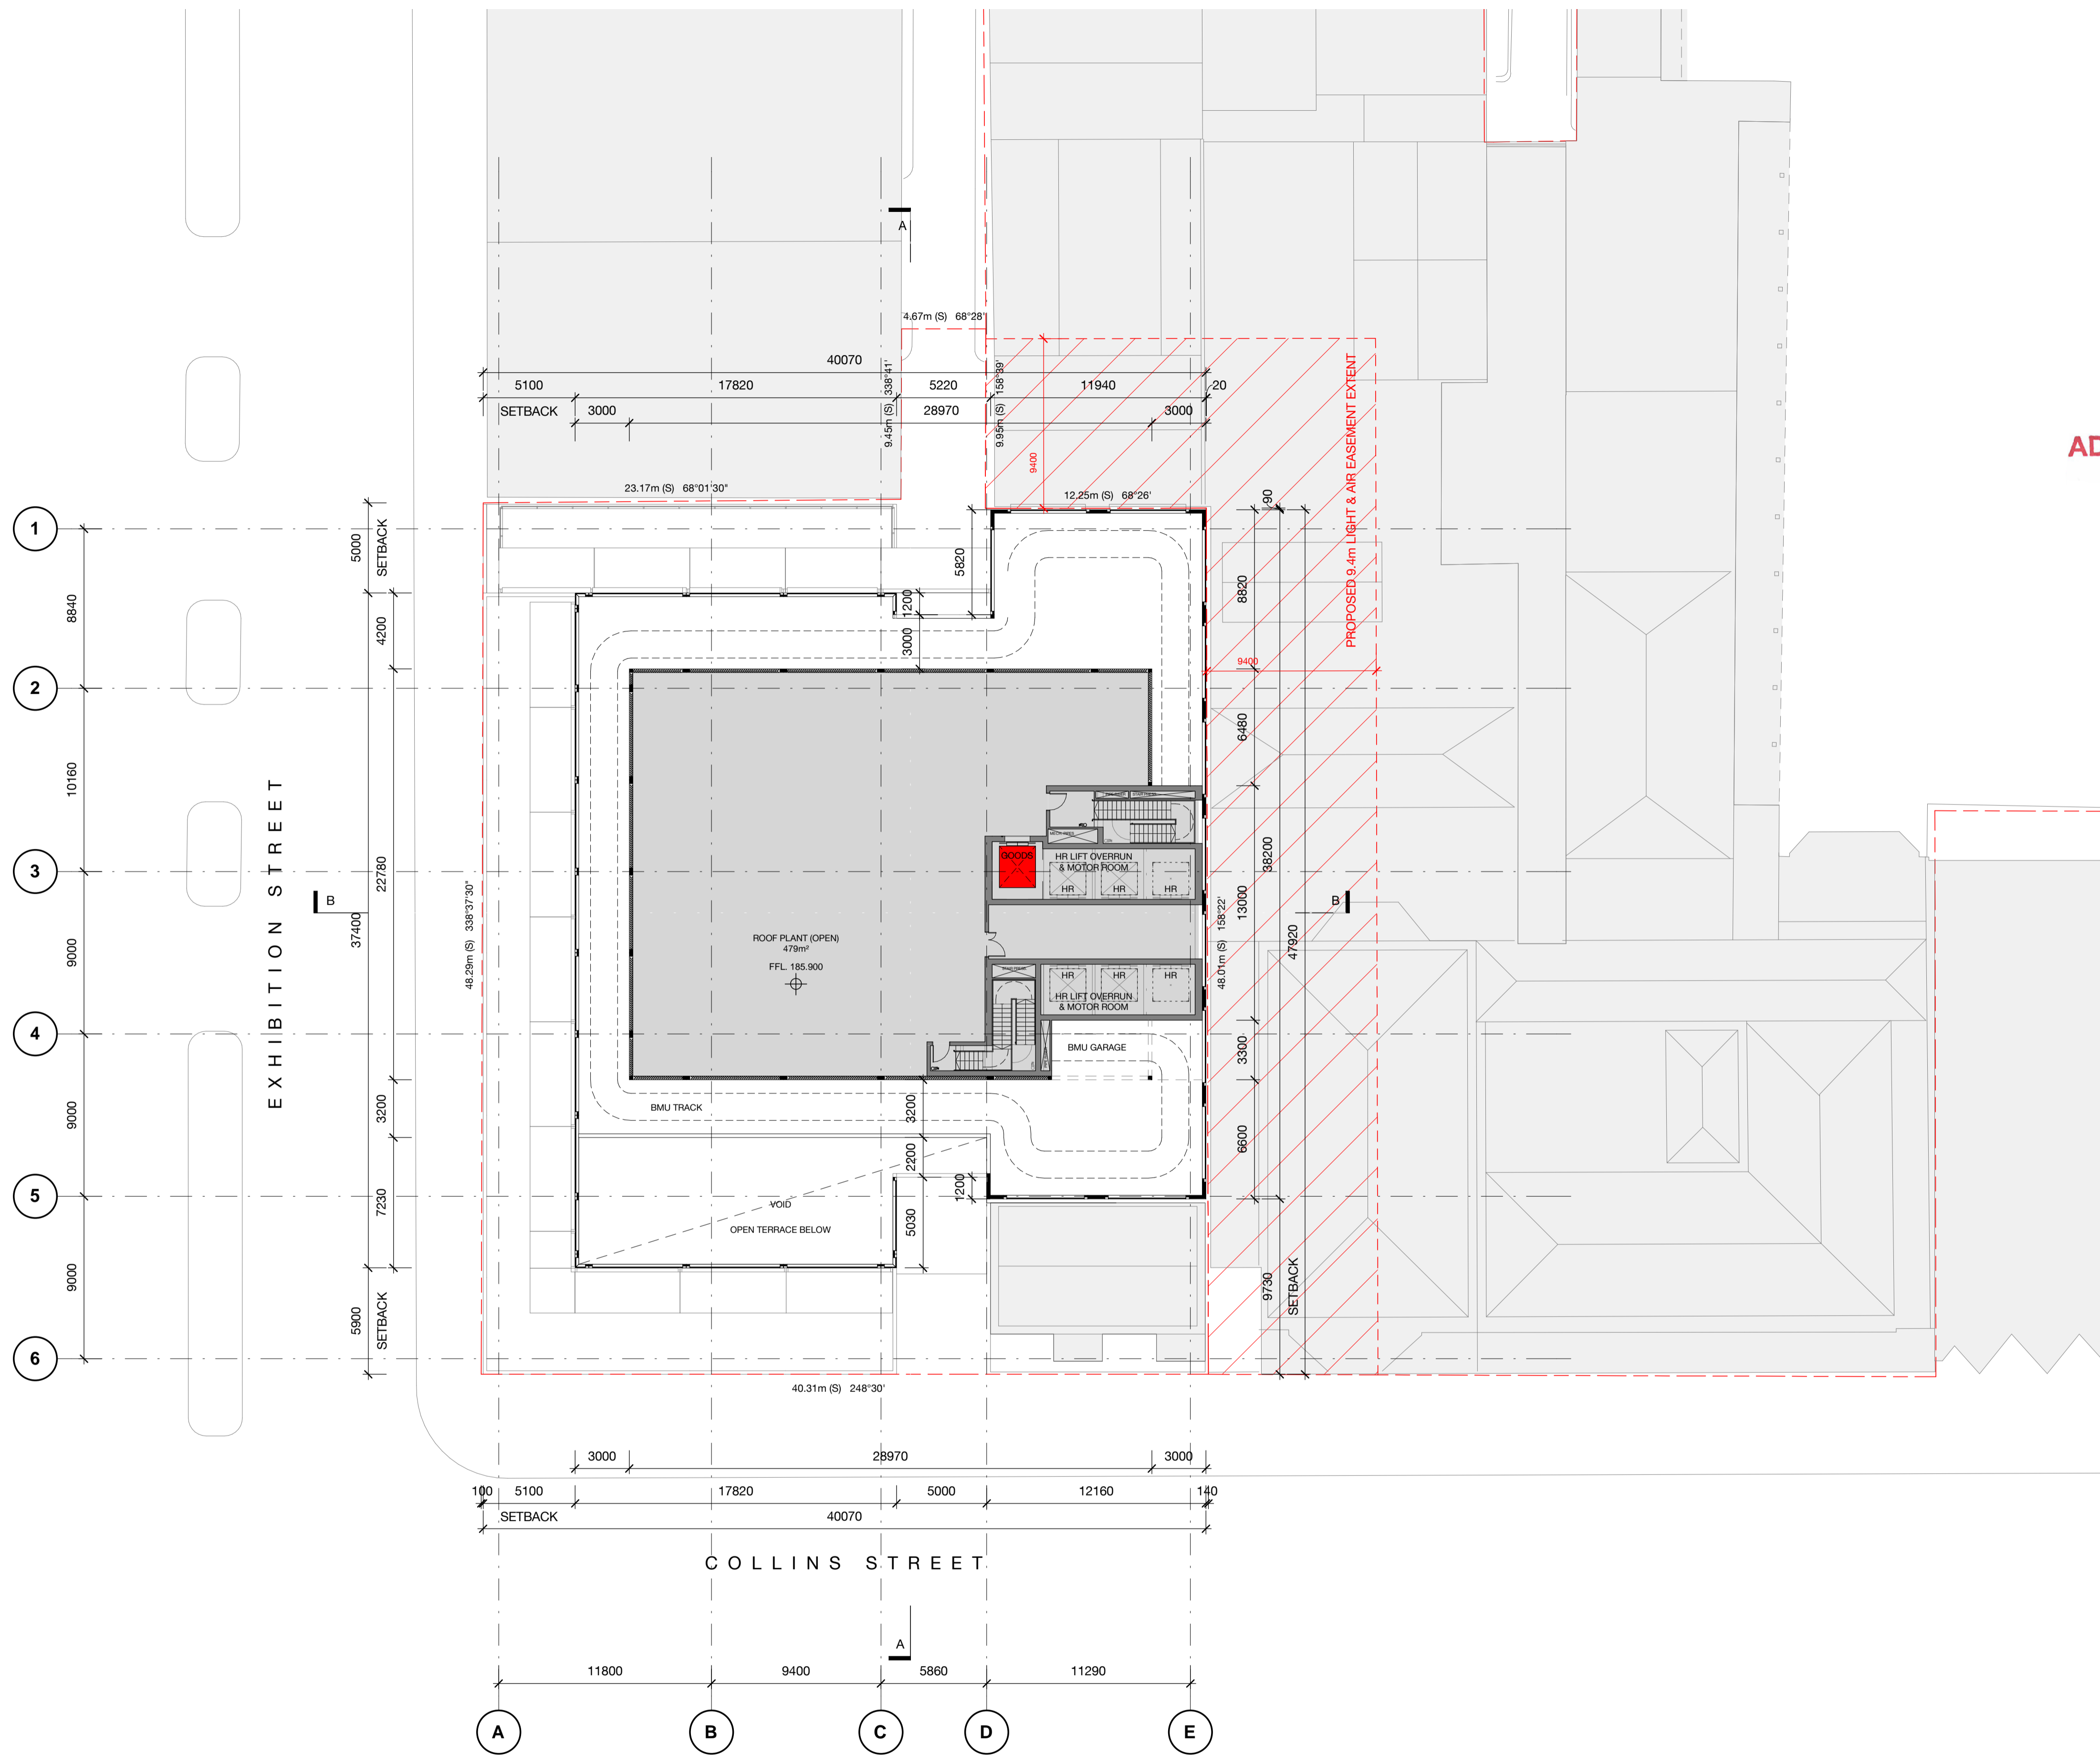 A
4.67m (S) 68°28'
40070
5100
17820
5220
11940
20
SETBACK
3000
28970
3000
9.45m (S) 338°41'
9.95m (S) 158°39'
9400
PROPOSED 9.4m LIGHT & AIR EASEMENT EXTENT
AD
23.17m (S) 68°01'30"
12.25m (S) 68°26'
90
1
5000
SETBACK
5820
8840
4200
1200
3000
8820
9400
2
10160
6480
EXHIBITION STREET
3
22780
GOODS
HR LIFT OVERRUN
& MOTOR ROOM
HR
HR
HR
38200
13000
B
B
48.29m (S) 338°37'30"
37400
48.01m (S) 158°22'
47920
ROOF PLANT (OPEN)
479m²
FFL. 185.900
9000
HR
HR
HR
HR LIFT OVERRUN
& MOTOR ROOM
4
BMU GARAGE
3300
9000
3200
BMU TRACK
3200
2200
6600
1200
5
7230
VOID
OPEN TERRACE BELOW
5030
9000
5900
SETBACK
9730
SETBACK
6
40.31m (S) 248°30'
3000
28970
3000
100
5100
17820
5000
12160
140
SETBACK
40070
COLLINS STREET
A
11800
9400
5860
11290
A
B
C
D
E